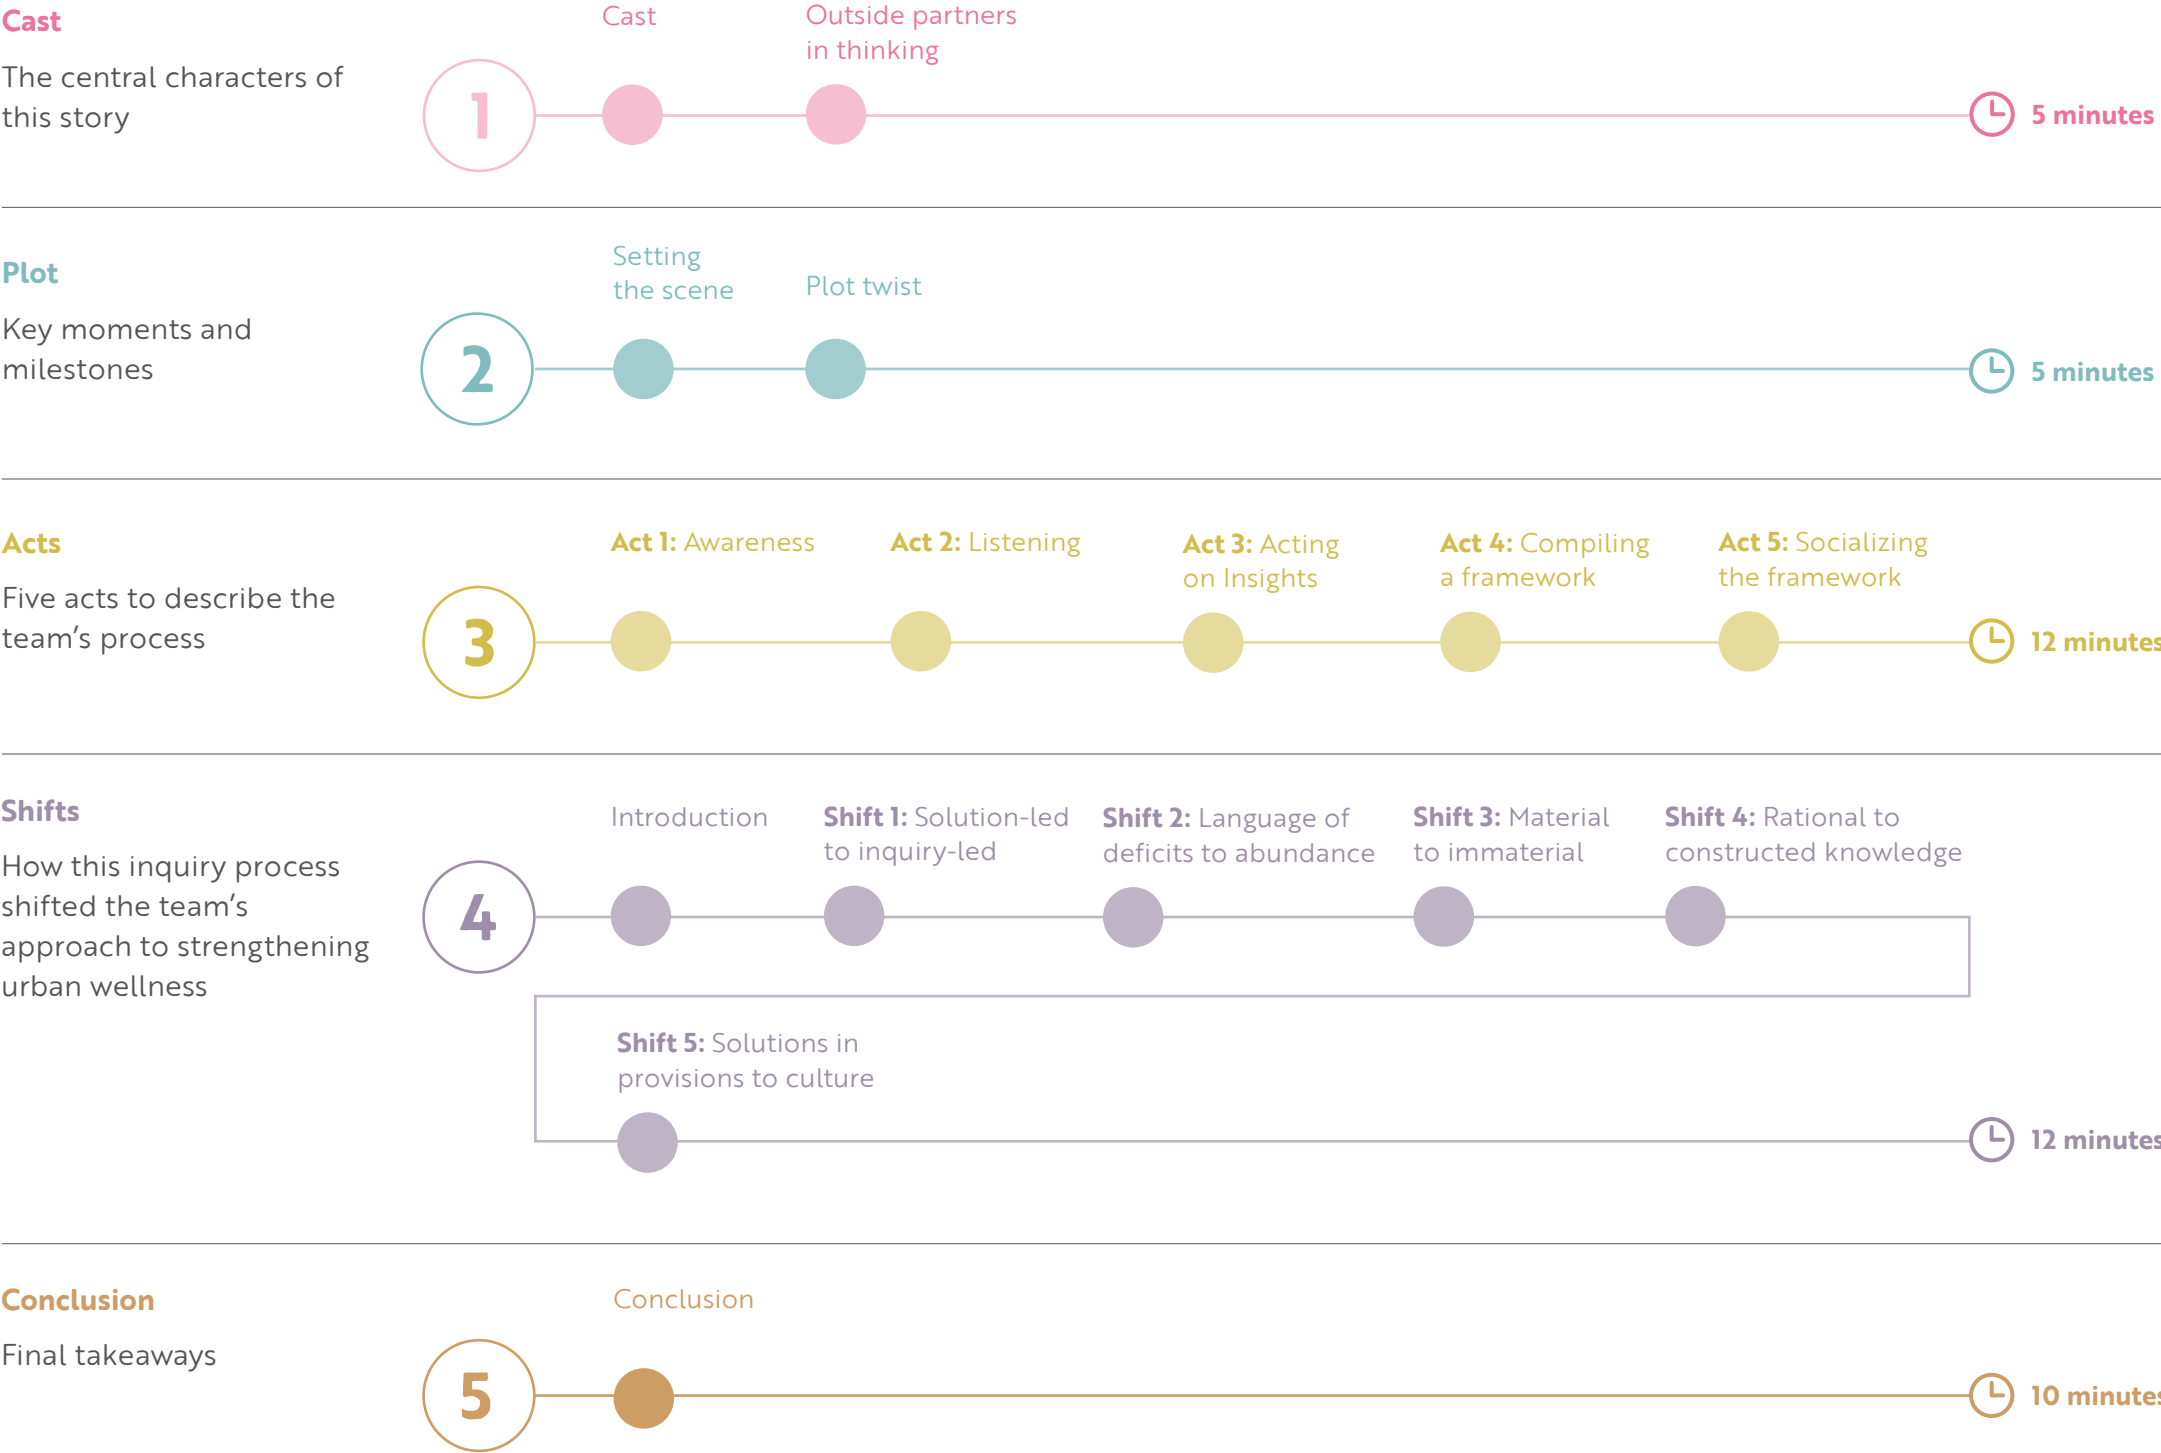 Cast
The central characters of
this story
1
Cast
Outside partners
in thinking
5 minutes
Plot
Key moments and
milestones
2
Setting
the scene
Plot twist
5 minutes
Acts
Five acts to describe the
team's process
3
Act 1: Awareness
Act 2: Listening
Act 3: Acting
on Insights
Act 4: Compiling
a framework
Act 5: Socializing
the framework
12 minutes
Shifts
How this inquiry process
shifted the team's
approach to strengthening
urban wellness
4
Introduction
Shift 1: Solution-led
to inquiry-led
Shift 2: Language of
deficits to abundance
Shift 3: Material
to immaterial
Shift 4: Rational to
constructed knowledge
Shift 5: Solutions in
provisions to culture
12 minutes
Conclusion
Final takeaways
5
Conclusion
10 minutes